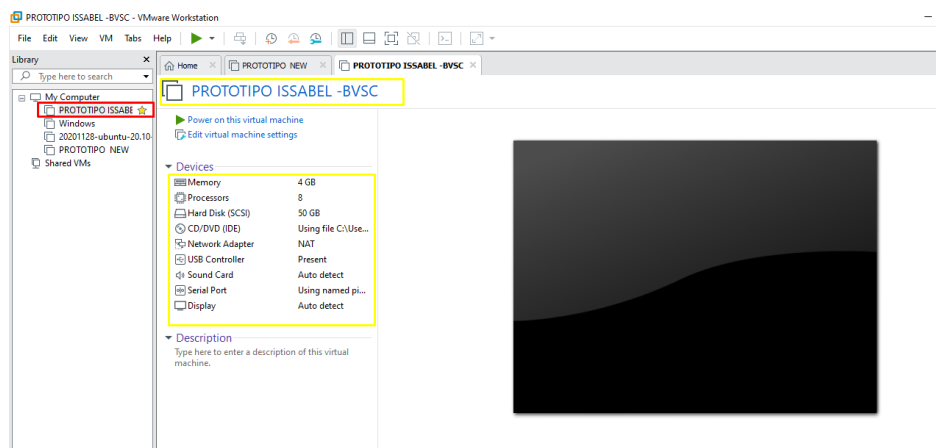 PROTOTIPO ISSABEL -BVSC - VMware Workstation
File Edit View VM Tabs Help
Library
Type here to search
My Computer
PROTOTIPO ISSABE
Windows
20201128-ubuntu-20.10-
PROTOTIPO NEW
Shared VMs
Home PROTOTIPO NEW PROTOTIPO ISSABEL -BVSC
PROTOTIPO ISSABEL -BVSC
Power on this virtual machine
Edit virtual machine settings
Devices
Memory 4 GB
Processors 8
Hard Disk (SCSI) 50 GB
CD/DVD (IDE) Using file C:\Use...
Network Adapter NAT
USB Controller Present
Sound Card Auto detect
Serial Port Using named pi...
Display Auto detect
Description
Type here to enter a description of this virtual
machine.